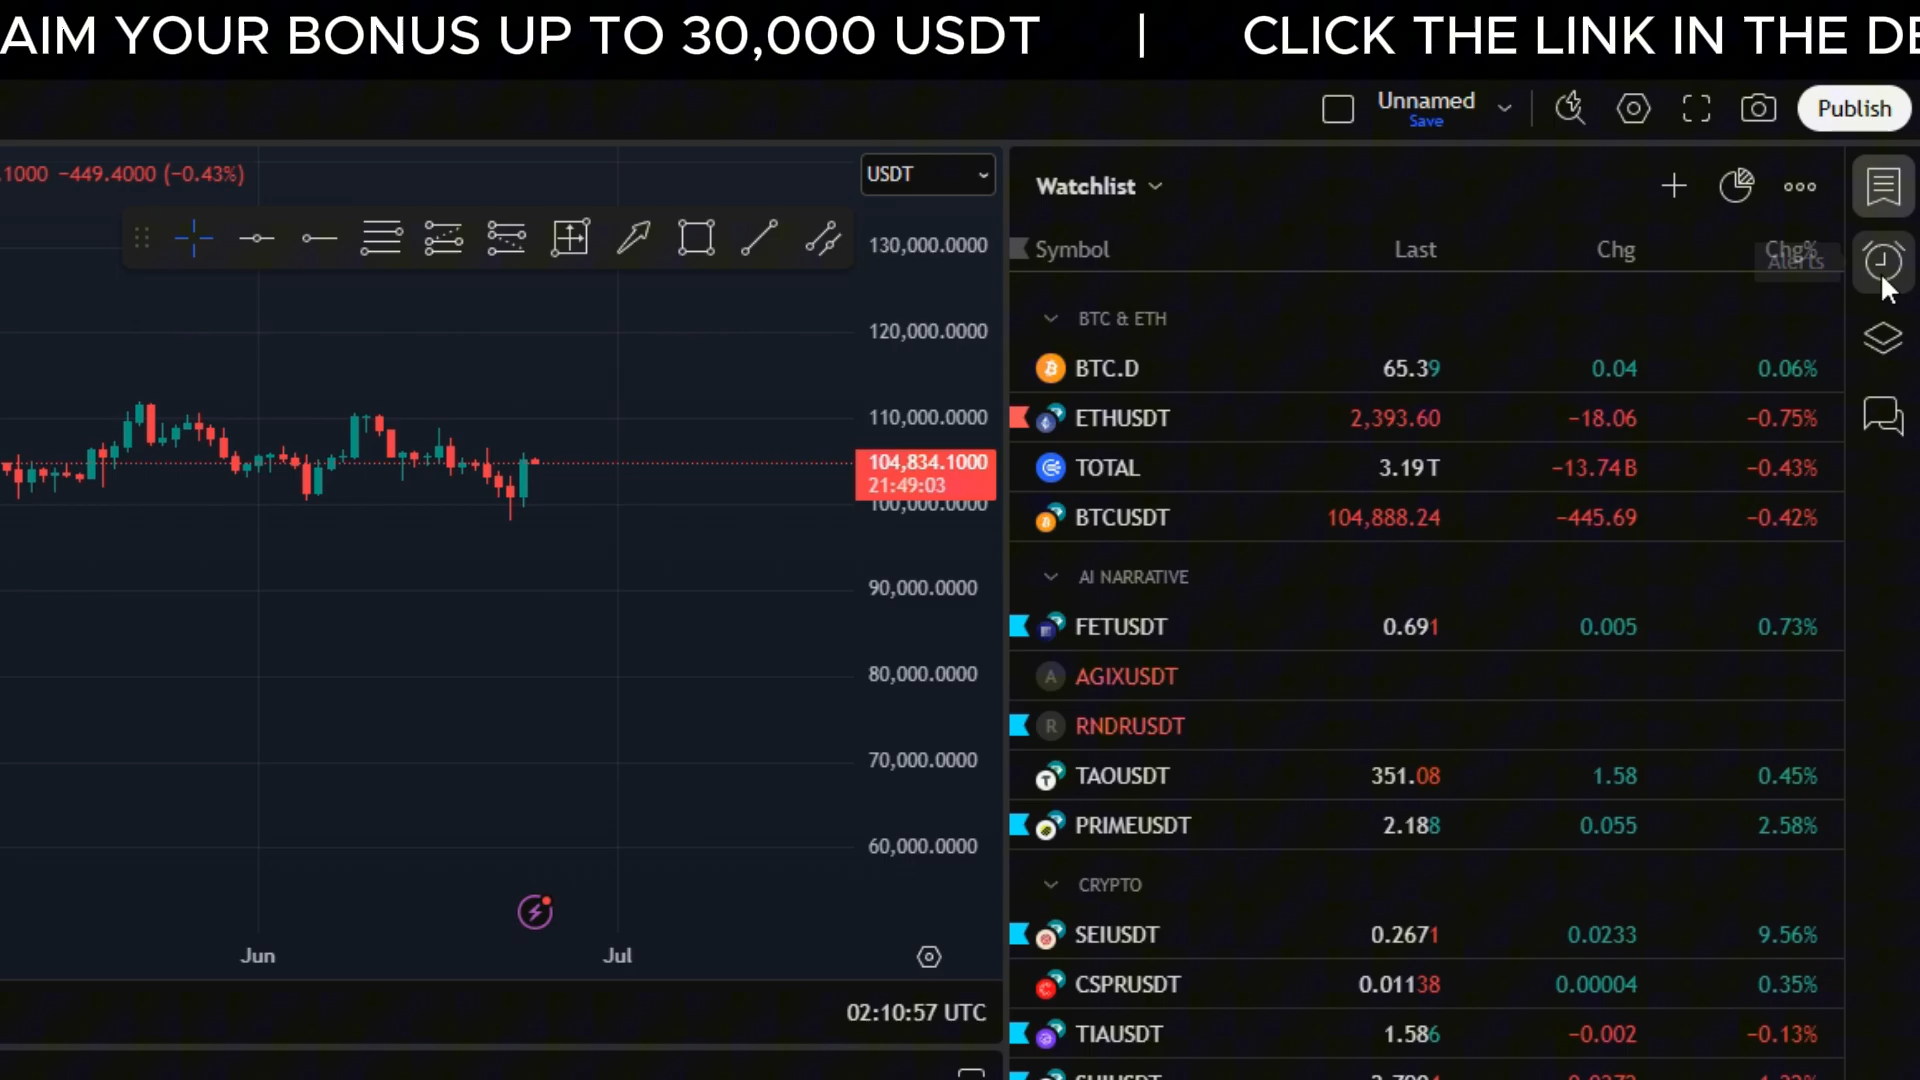 AIM YOUR BONUS UP TO 30,000 USDT | CLICK THE LINK IN THE DE
Unnamed
Save
Publish
.1000 −449.4000 (−0.43%)
USDT
130,000.0000
120,000.0000
110,000.0000
104,834.1000
21:49:03
100,000.0000
90,000.0000
80,000.0000
70,000.0000
60,000.0000
Jun Jul
02:10:57 UTC
Watchlist
Symbol Last Chg Chg%
Alerts
BTC & ETH
BTC.D 65.39 0.04 0.06%
ETHUSDT 2,393.60 −18.06 −0.75%
TOTAL 3.19T −13.74B −0.43%
BTCUSDT 104,888.24 −445.69 −0.42%
AI NARRATIVE
FETUSDT 0.691 0.005 0.73%
A AGIXUSDT
R RNDRUSDT
TAOUSDT 351.08 1.58 0.45%
PRIMEUSDT 2.188 0.055 2.58%
CRYPTO
SEIUSDT 0.2671 0.0233 9.56%
CSPRUSDT 0.01138 0.00004 0.35%
TIAUSDT 1.586 −0.002 −0.13%